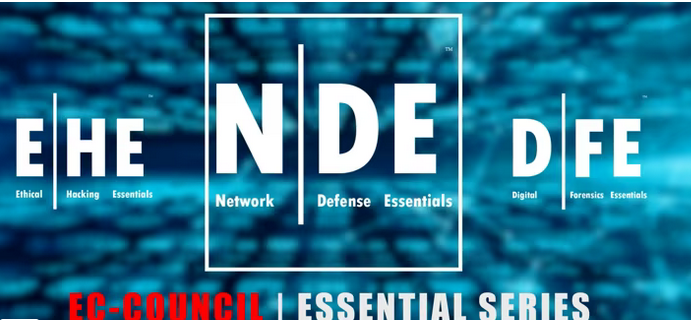 E|HE™
Ethical Hacking Essentials
N|DE™
Network Defense Essentials
D|FE™
Digital Forensics Essentials
EC-COUNCIL | ESSENTIAL SERIES